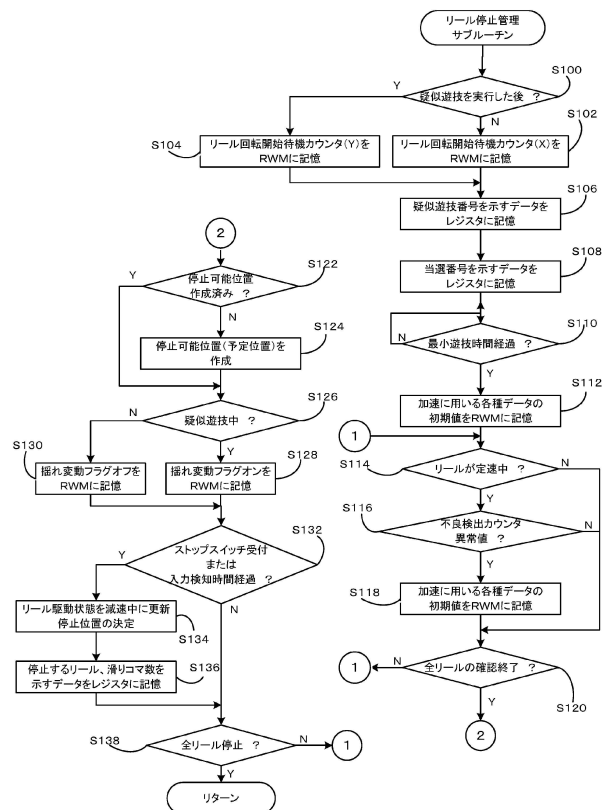 リール停止管理
サブルーチン
S100
疑似遊技を実行した後 ?
Y
N
S102
S104
リール回転開始待機カウンタ(Y)を
RWMに記憶
リール回転開始待機カウンタ(X)を
RWMに記憶
S106
疑似遊技番号を示すデータを
レジスタに記憶
S108
当選番号を示すデータを
レジスタに記憶
S110
最小遊技時間経過 ?
N
Y
S112
加速に用いる各種データの
初期値をRWMに記憶
1
S114
リールが定速中 ?
N
Y
S116
不良検出カウンタ
異常値 ?
N
Y
S118
加速に用いる各種データの
初期値をRWMに記憶
1
N
全リールの確認終了 ?
S120
Y
2
2
S122
停止可能位置
作成済み ?
Y
N
S124
停止可能位置(予定位置)を
作成
S126
疑似遊技中 ?
N
Y
S130
揺れ変動フラグオフを
RWMに記憶
S128
揺れ変動フラグオンを
RWMに記憶
S132
ストップスイッチ受付
または
入力検知時間経過 ?
Y
N
リール駆動状態を減速中に更新
停止位置の決定
S134
停止するリール、滑りコマ数を
示すデータをレジスタに記憶
S136
S138
全リール停止 ?
N
1
Y
リターン